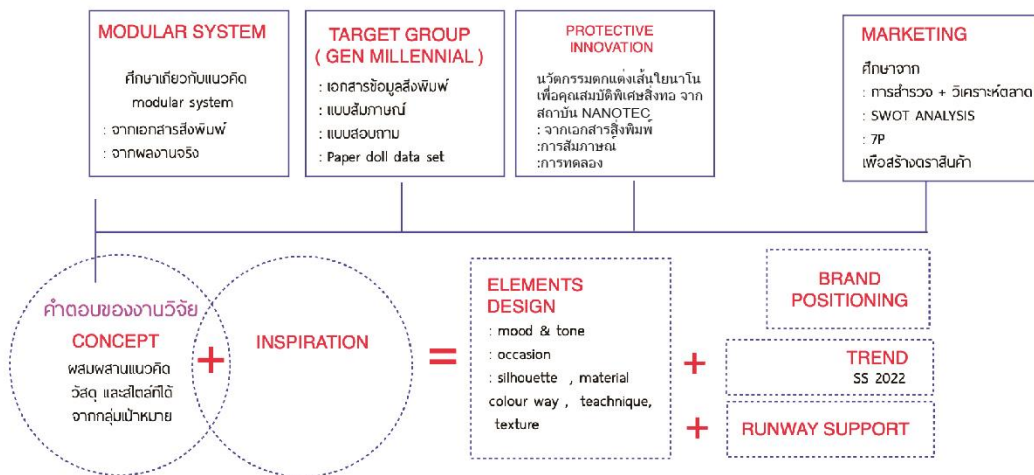 MODULAR SYSTEM
ศึกษาเกี่ยวกับแนวคิด
modular system
: จากเอกสารสิ่งพิมพ์
: จากผลงานจริง
TARGET GROUP
( GEN MILLENNIAL )
: เอกสารข้อมูลสิ่งพิมพ์
: แบบสัมภาษณ์
: แบบสอบถาม
: Paper doll data set
PROTECTIVE
INNOVATION
นวัตกรรมตกแต่งเส้นใยนาโน
เพื่อคุณสมบัติพิเศษสิ่งทอ จาก
สถาบัน NANOTEC
: จากเอกสารสิ่งพิมพ์
:การสัมภาษณ์
:การทดลอง
MARKETING
ศึกษาจาก
: การสำรวจ + วิเคราะห์ตลาด
: SWOT ANALYSIS
: 7P
เพื่อสร้างตราสินค้า
คำตอบของงานวิจัย
CONCEPT
ผสมผสานแนวคิด
วัสดุ และสไตล์ที่ได้
จากกลุ่มเป้าหมาย
+
INSPIRATION
=
ELEMENTS
DESIGN
: mood & tone
: occasion
: silhouette , material
colour way , teachnique,
texture
BRAND
POSITIONING
+
TREND
SS 2022
+
RUNWAY SUPPORT